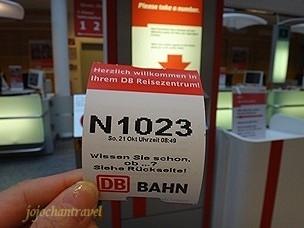 Please take a number.
1 2
Herzlich willkommen in
Ihrem DB Reisezentrum!
N1023
So, 21 Okt Uhrzeit 08:49
Wissen Sie schon,
ob ...?
Siehe Rückseite!
DB BAHN
jojochantravel